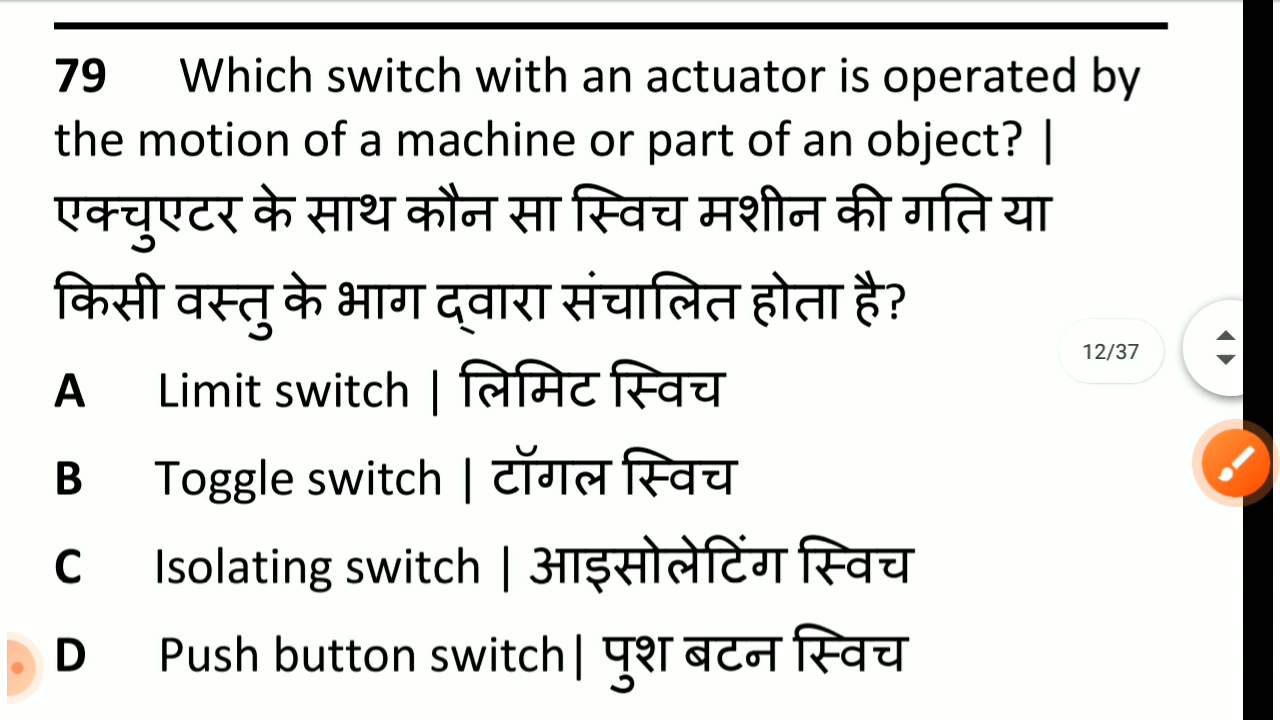 79 Which switch with an actuator is operated by
the motion of a machine or part of an object? |
एक्चुएटर के साथ कौन सा स्विच मशीन की गति या
किसी वस्तु के भाग द्वारा संचालित होता है?
A Limit switch | लिमिट स्विच
12/37
B Toggle switch | टॉगल स्विच
C Isolating switch | आइसोलेटिंग स्विच
D Push button switch| पुश बटन स्विच